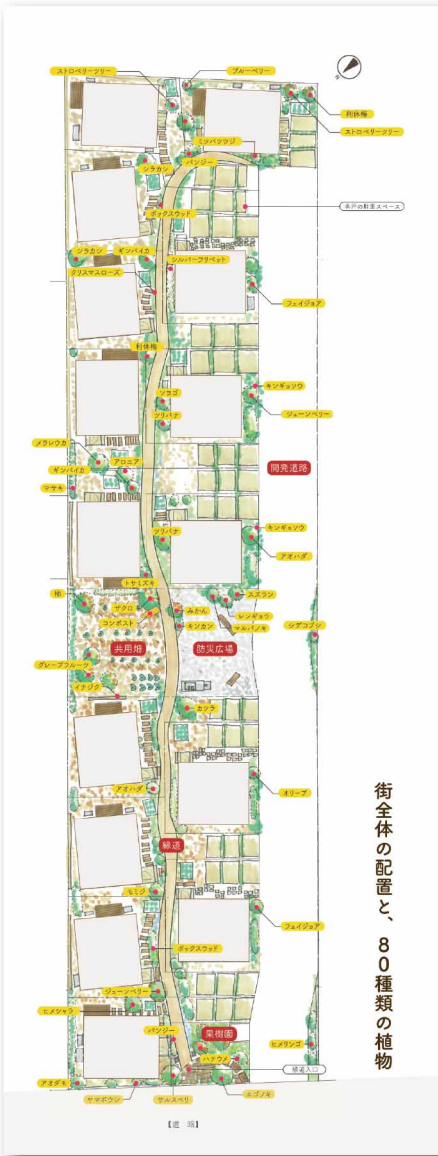 ストロベリーツリー
ブルーベリー
利休梅
ストロベリーツリー
ミツバツツジ
バンジー
シラカシ
ボックスウッド
各戸の駐車スペース
シラカシ
ギンバイカ
シルバープリペット
クリスマスローズ
フェイジョア
利休梅
キンギョソウ
ソヨゴ
ジューンベリー
ツリバナ
メラレウカ
アロニア
ギンバイカ
開発道路
マサキ
キンギョソウ
ツリバナ
アオハダ
トサミズキ
柿
スズラン
ザクロ
みかん
レンギョウ
コンポスト
キンカン
マルバノキ
シデコブシ
共用畑
防災広場
グレープフルーツ
イチジク
カツラ
オリーブ
アオハダ
緑道
街全体の配置と、80種類の植物
モミジ
フェイジョア
ボックスウッド
ジューンベリー
ヒメシャラ
パンジー
果樹園
ヒメリンゴ
ハナウメ
緑道入口
アオダモ
ヤマボウシ
サルスベリ
エゴノキ
【道 路】